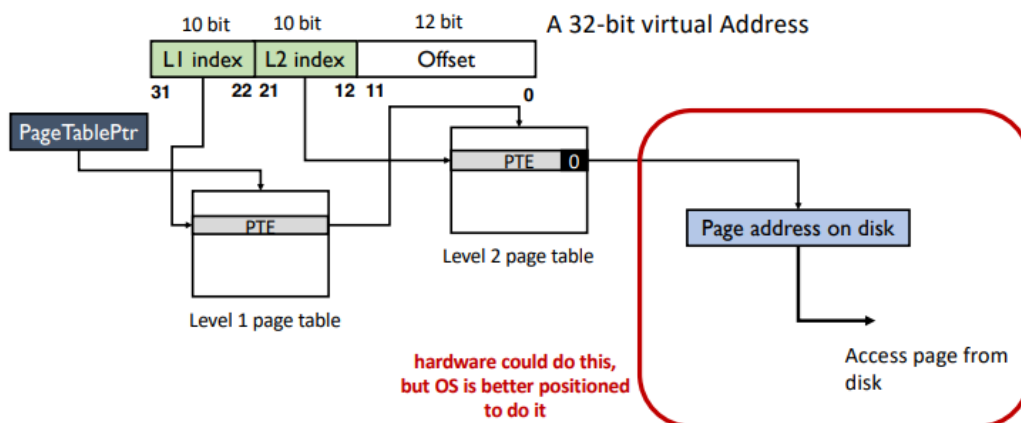 10 bit 10 bit 12 bit A 32-bit virtual Address
L1 index L2 index Offset
31 22 21 12 11 0
PageTablePtr
PTE 0
PTE
Page address on disk
Level 2 page table
Level 1 page table
hardware could do this,
but OS is better positioned
to do it
Access page from
disk